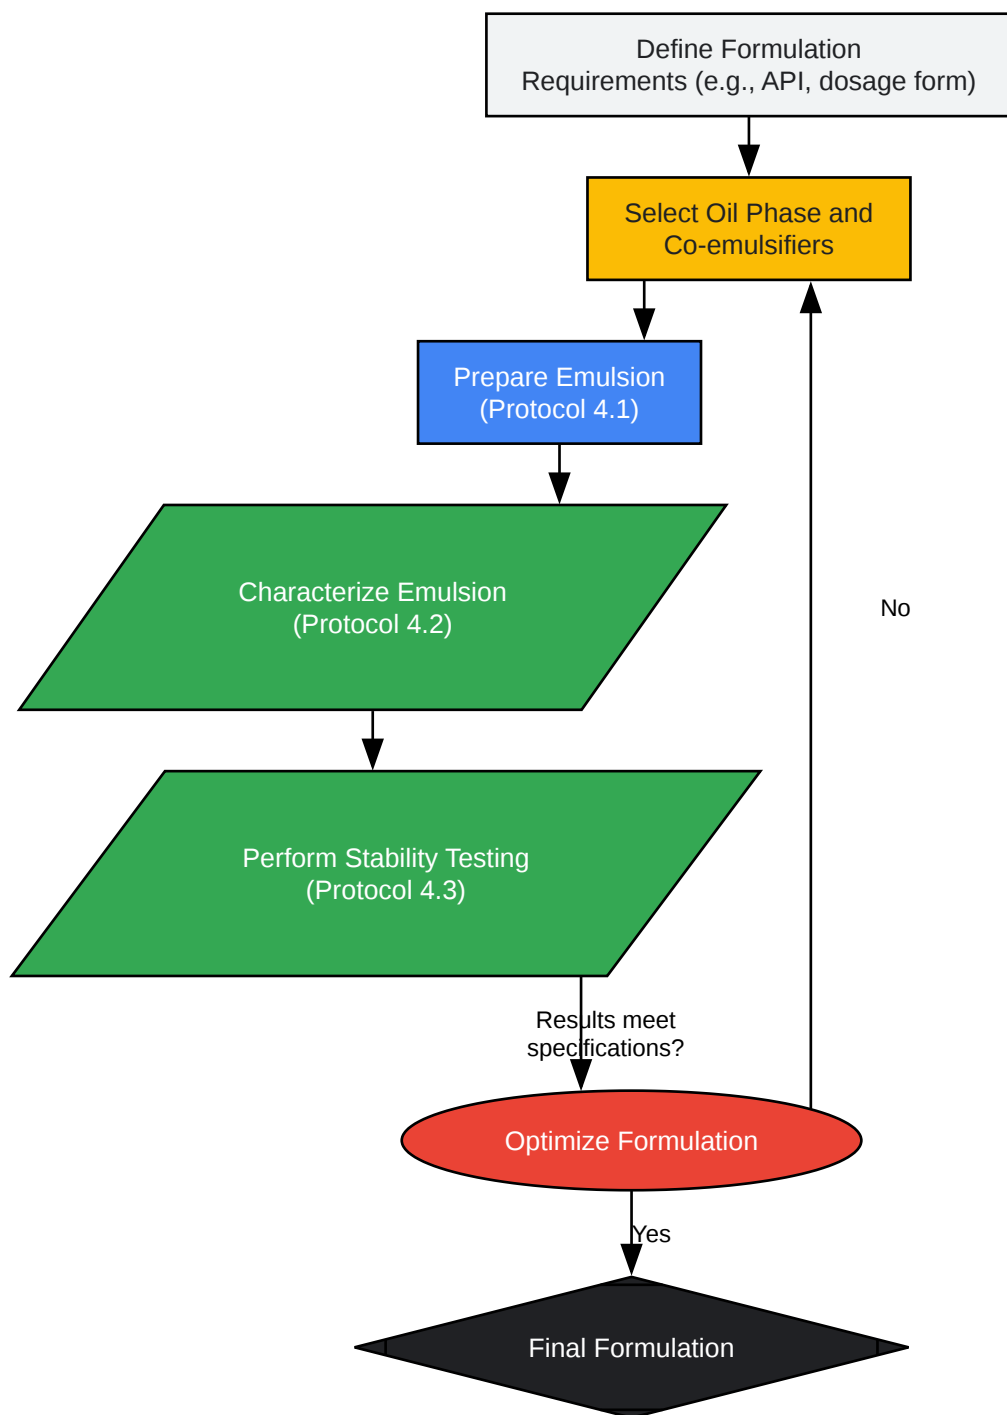 Define Formulation
Requirements (e.g., API, dosage form)
Select Oil Phase and
Co-emulsifiers
Prepare Emulsion
(Protocol 4.1)
Characterize Emulsion
(Protocol 4.2)
No
Perform Stability Testing
(Protocol 4.3)
Results meet
specifications?
Optimize Formulation
Yes
Final Formulation